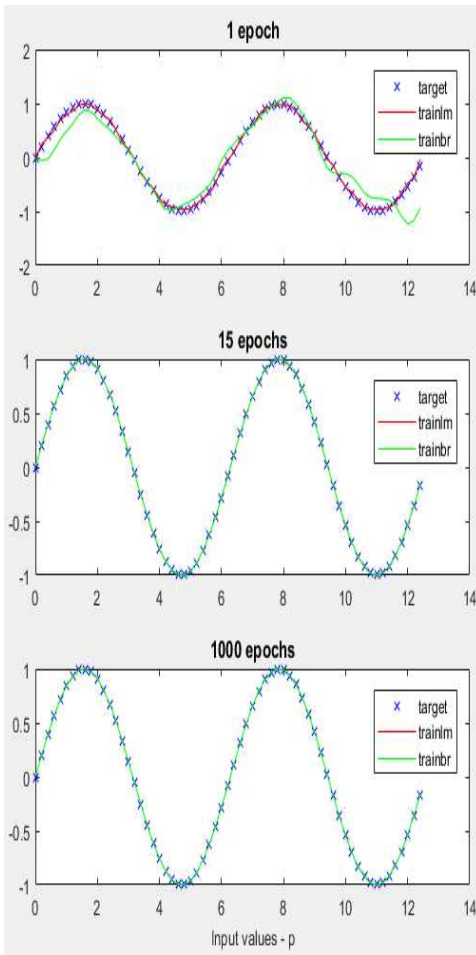 1 epoch
2
1
0
-1
-2
target
trainlm
trainbr
0 2 4 6 8 10 12 14
15 epochs
1
0.5
0
-0.5
-1
target
trainlm
trainbr
0 2 4 6 8 10 12 14
1000 epochs
1
0.5
0
-0.5
-1
target
trainlm
trainbr
0 2 4 6 8 10 12 14
Input values - p